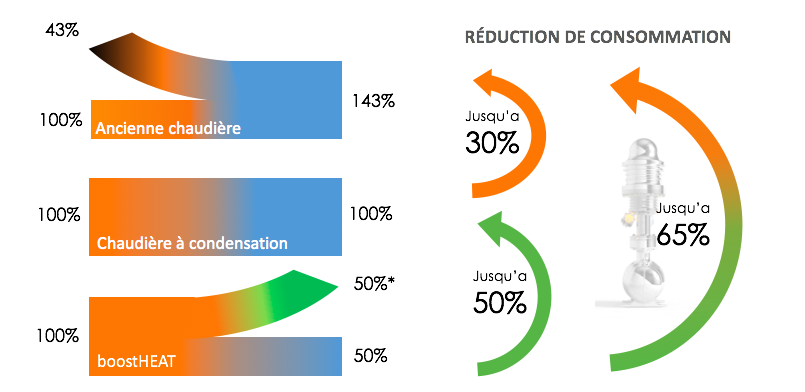 43%
100%
Ancienne chaudière
143%
100%
Chaudière à condensation
100%
100%
boostHEAT
50%*
50%
RÉDUCTION DE CONSOMMATION
Jusqu'a
30%
Jusqu'a
50%
Jusqu'a
65%